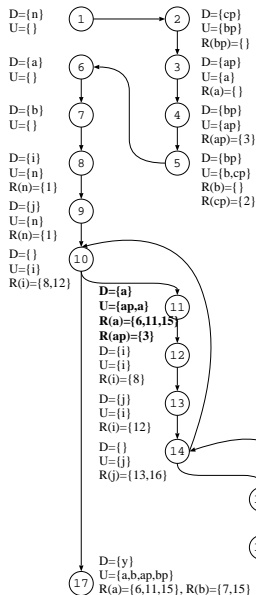 D={n}
U={}
1
2
D={cp}
U={bp}
R(bp)={}
D={a}
U={}
6
3
D={ap}
U={a}
R(a)={}
D={b}
U={}
7
4
D={bp}
U={ap}
R(ap)={3}
D={i}
U={n}
R(n)={1}
8
5
D={bp}
U={b,cp}
R(b)={}
R(cp)={2}
D={j}
U={n}
R(n)={1}
9
D={}
U={i}
R(i)={8,12}
10
D={a}
U={ap,a}
R(a)={6,11,15}
R(ap)={3}
11
D={i}
U={i}
R(i)={8}
12
D={j}
U={i}
R(i)={12}
13
D={}
U={j}
R(j)={13,16}
14
17
D={y}
U={a,b,ap,bp}
R(a)={6,11,15}, R(b)={7,15}